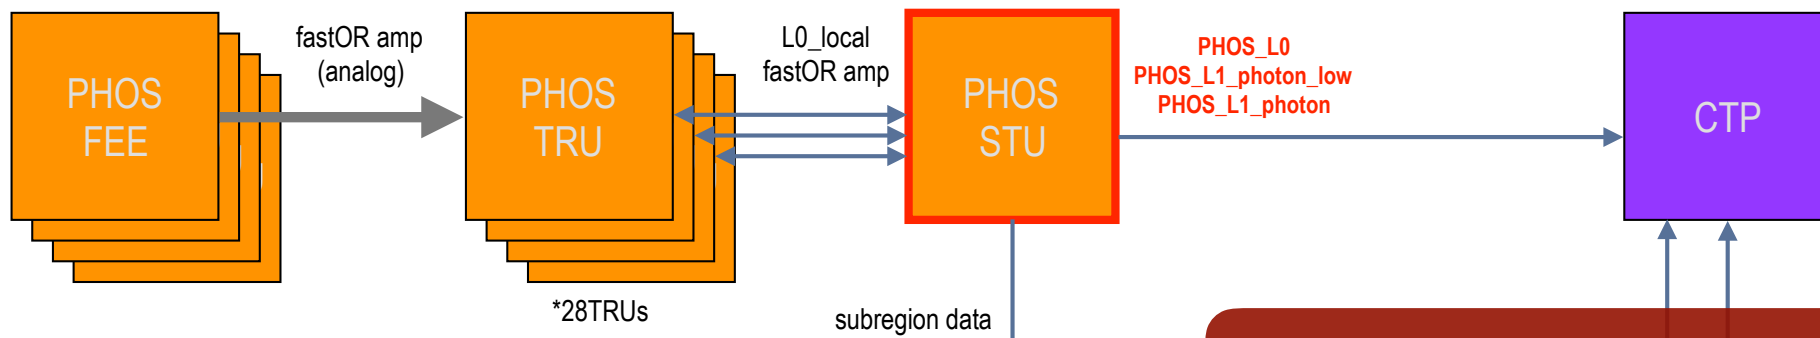 PHOS
FEE
fastOR amp
(analog)
PHOS
TRU
*28TRUs
L0_local
fastOR amp
PHOS
STU
subregion data
PHOS_L0
PHOS_L1_photon_low
PHOS_L1_photon
CTP